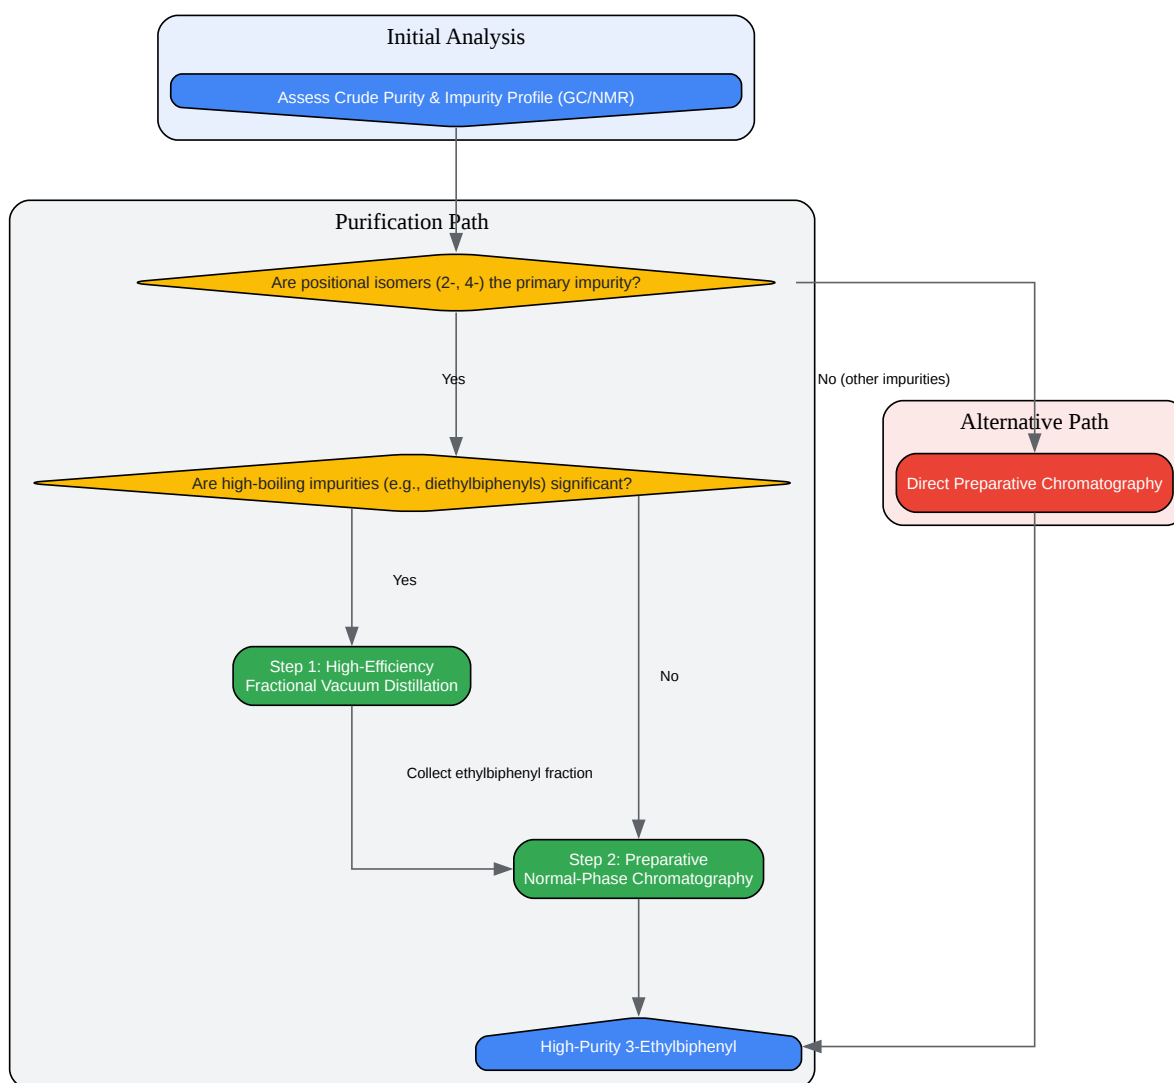 Initial Analysis
Assess Crude Purity & Impurity Profile (GC/NMR)
Purification Path
Are positional isomers (2-, 4-) the primary impurity?
Yes
No (other impurities)
Alternative Path
Are high-boiling impurities (e.g., diethylbiphenyls) significant?
Direct Preparative Chromatography
Yes
Step 1: High-Efficiency
Fractional Vacuum Distillation
No
Collect ethylbiphenyl fraction
Step 2: Preparative
Normal-Phase Chromatography
High-Purity 3-Ethylbiphenyl